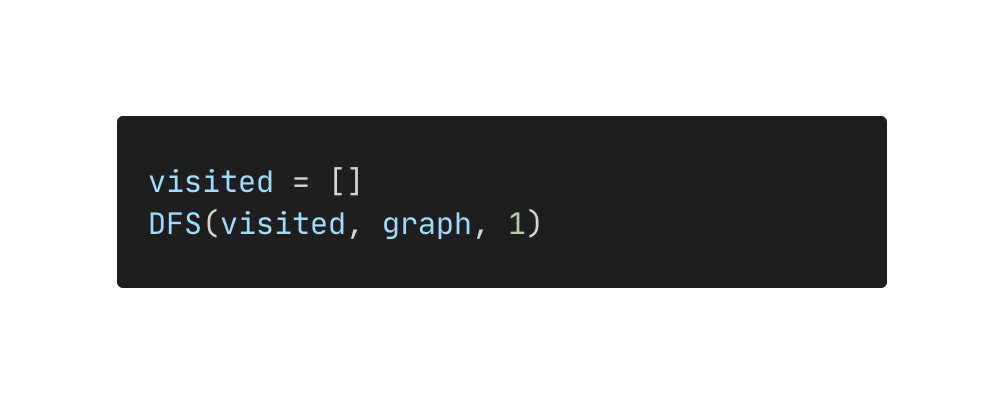 visited = []
DFS(visited, graph, 1)